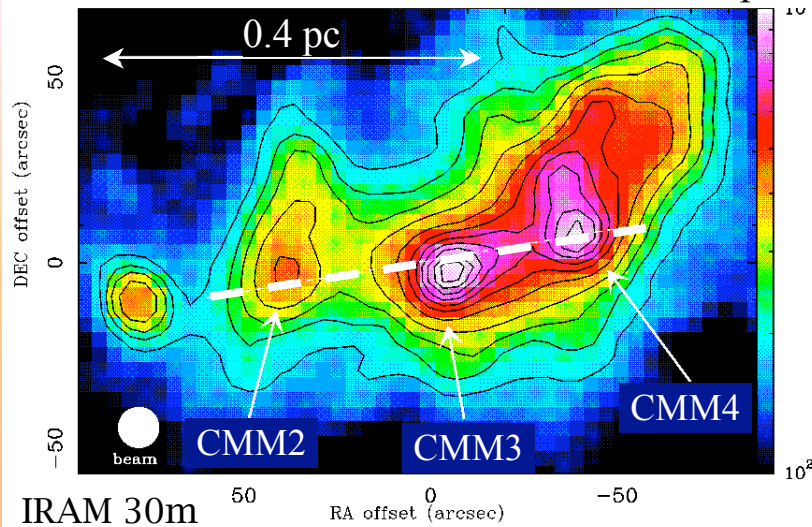 0.4 pc
10
DEC offset (arcsec)
50
0
-50
CMM2
CMM3
CMM4
beam
10²
50
0
-50
RA offset (arcsec)
IRAM 30m